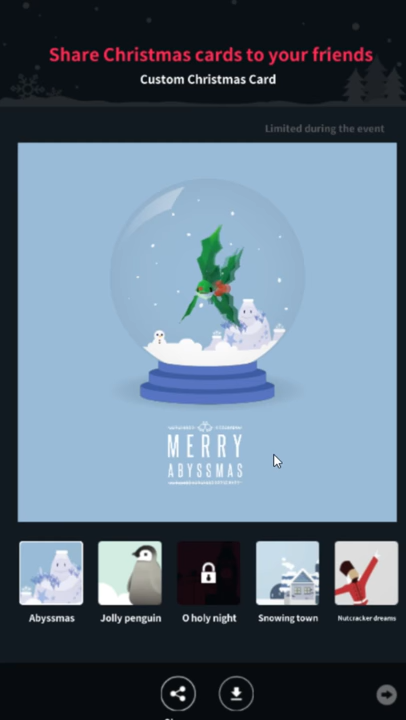 Share Christmas cards to your friends
Custom Christmas Card
Limited during the event
MERRY
ABYSSMAS
Abyssmas
Jolly penguin
O holy night
Snowing town
Nutcracker dreams